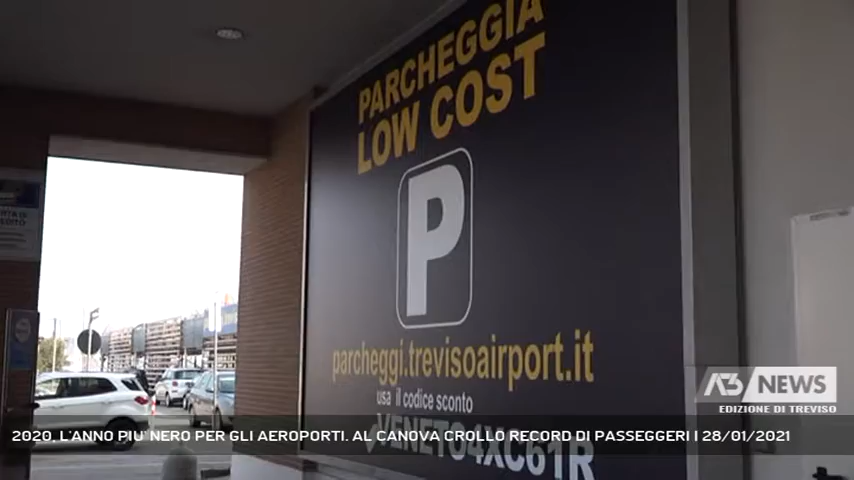 PARCHEGGIA
LOW COST
P
parcheggi.trevisoairport.it
usa il codice sconto
VENETO4XC61R
A3 NEWS
EDIZIONE DI TREVISO
2020, L'ANNO PIU' NERO PER GLI AEROPORTI. AL CANOVA CROLLO RECORD DI PASSEGGERI | 28/01/2021